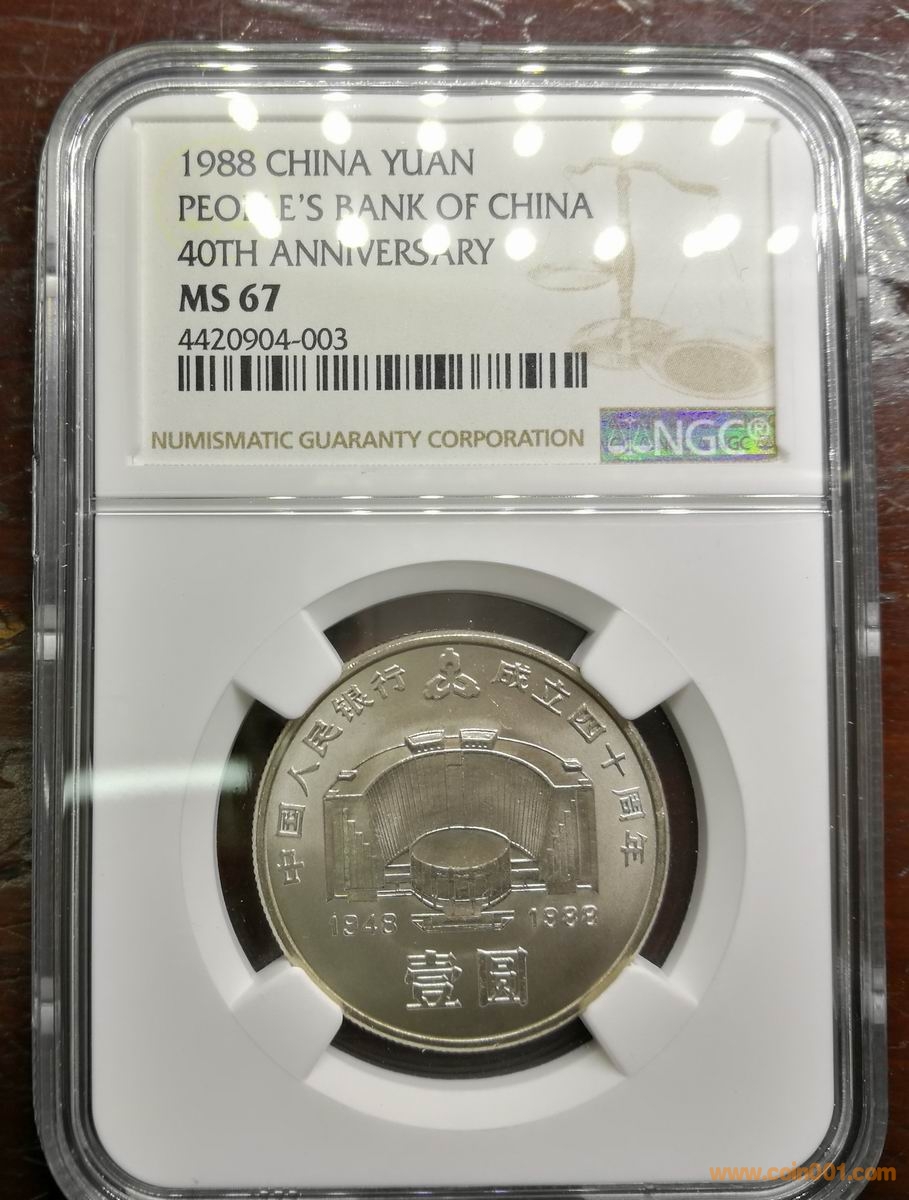 1988 CHINA YUAN
PEOPLE'S BANK OF CHINA
40TH ANNIVERSARY
MS 67
4420904-003
NUMISMATIC GUARANTY CORPORATION
NGC®
中国人民银行 成立四十周年
1948 1988
壹圆
www.coin001.com